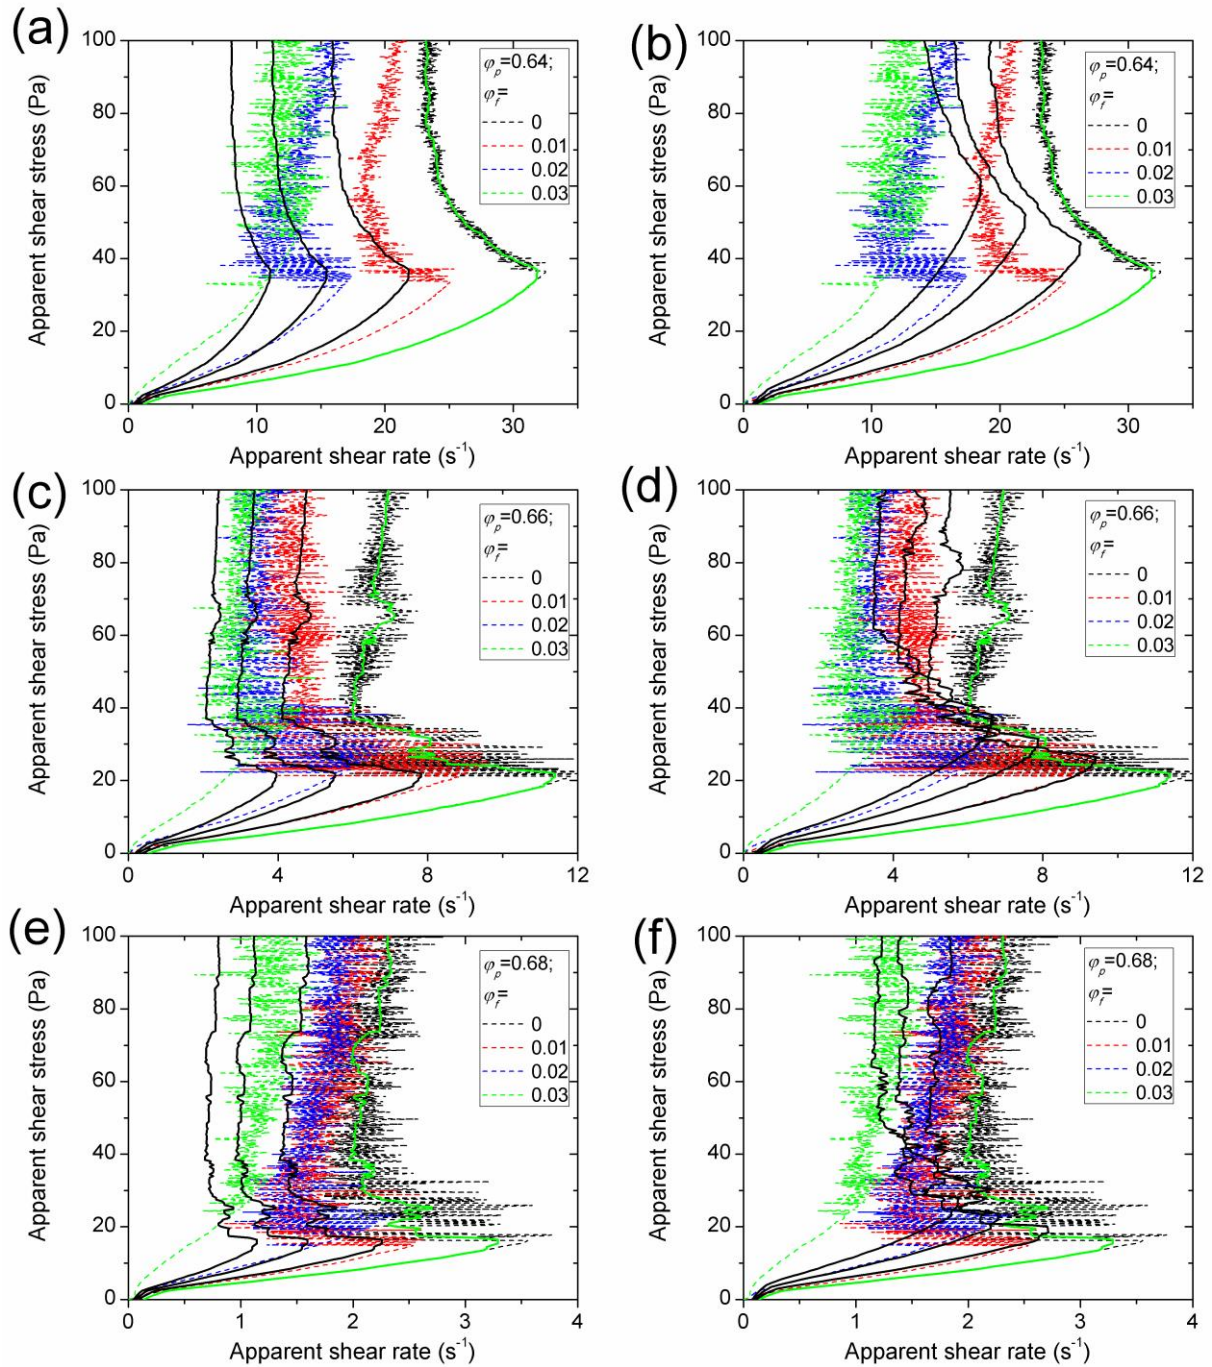 (a)
100
80
60
40
20
0
Apparent shear stress (Pa)
φp=0.64;
φf=
0
0.01
0.02
0.03
0 10 20 30
Apparent shear rate (s⁻¹)
(b)
100
80
60
40
20
0
Apparent shear stress (Pa)
φp=0.64;
φf=
0
0.01
0.02
0.03
0 10 20 30
Apparent shear rate (s⁻¹)
(c)
100
80
60
40
20
0
Apparent shear stress (Pa)
φp=0.66;
φf=
0
0.01
0.02
0.03
0 4 8 12
Apparent shear rate (s⁻¹)
(d)
100
80
60
40
20
0
Apparent shear stress (Pa)
φp=0.66;
φf=
0
0.01
0.02
0.03
0 4 8 12
Apparent shear rate (s⁻¹)
(e)
100
80
60
40
20
0
Apparent shear stress (Pa)
φp=0.68;
φf=
0
0.01
0.02
0.03
0 1 2 3 4
Apparent shear rate (s⁻¹)
(f)
100
80
60
40
20
0
Apparent shear stress (Pa)
φp=0.68;
φf=
0
0.01
0.02
0.03
0 1 2 3 4
Apparent shear rate (s⁻¹)